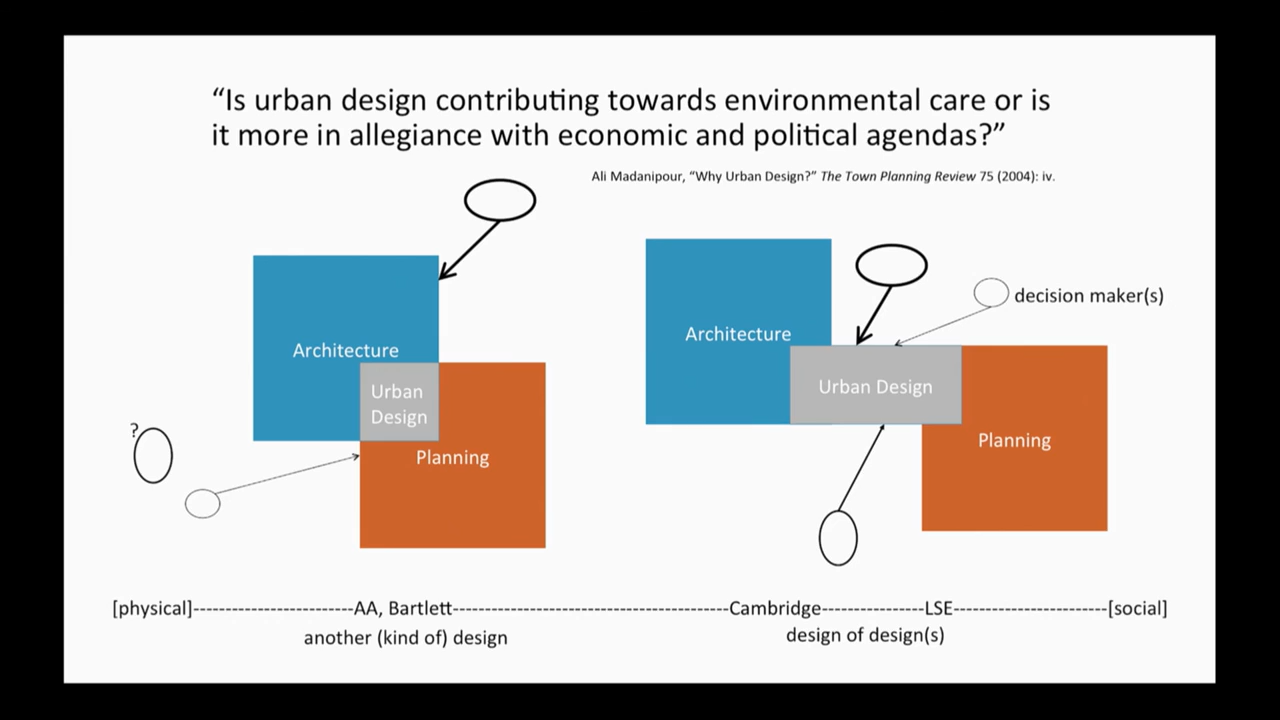 “Is urban design contributing towards environmental care or is
it more in allegiance with economic and political agendas?”
Ali Madanipour, “Why Urban Design?” The Town Planning Review 75 (2004): iv.
Architecture
Urban
Design
Planning
?
Architecture
Urban Design
Planning
decision maker(s)
[physical]-----------------------AA, Bartlett----------------------------------------Cambridge---------------LSE----------------------[social]
another (kind of) design
design of design(s)